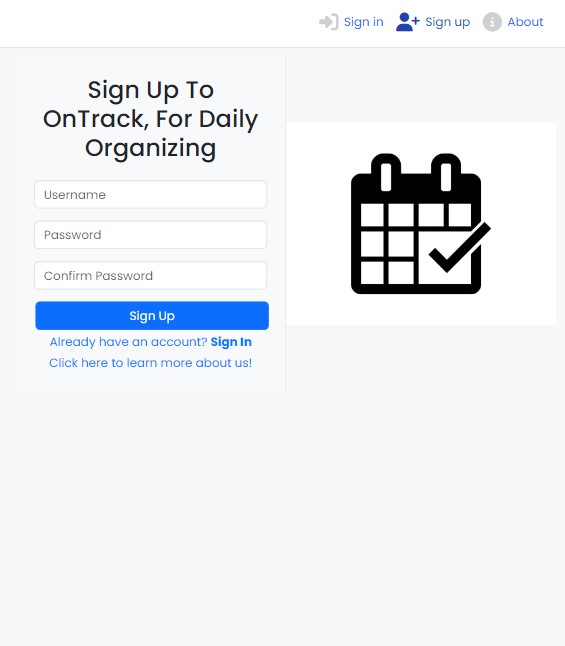 Sign in Sign up About
Sign Up To
OnTrack, For Daily
Organizing
Username
Password
Confirm Password
Sign Up
Already have an account? Sign In
Click here to learn more about us!